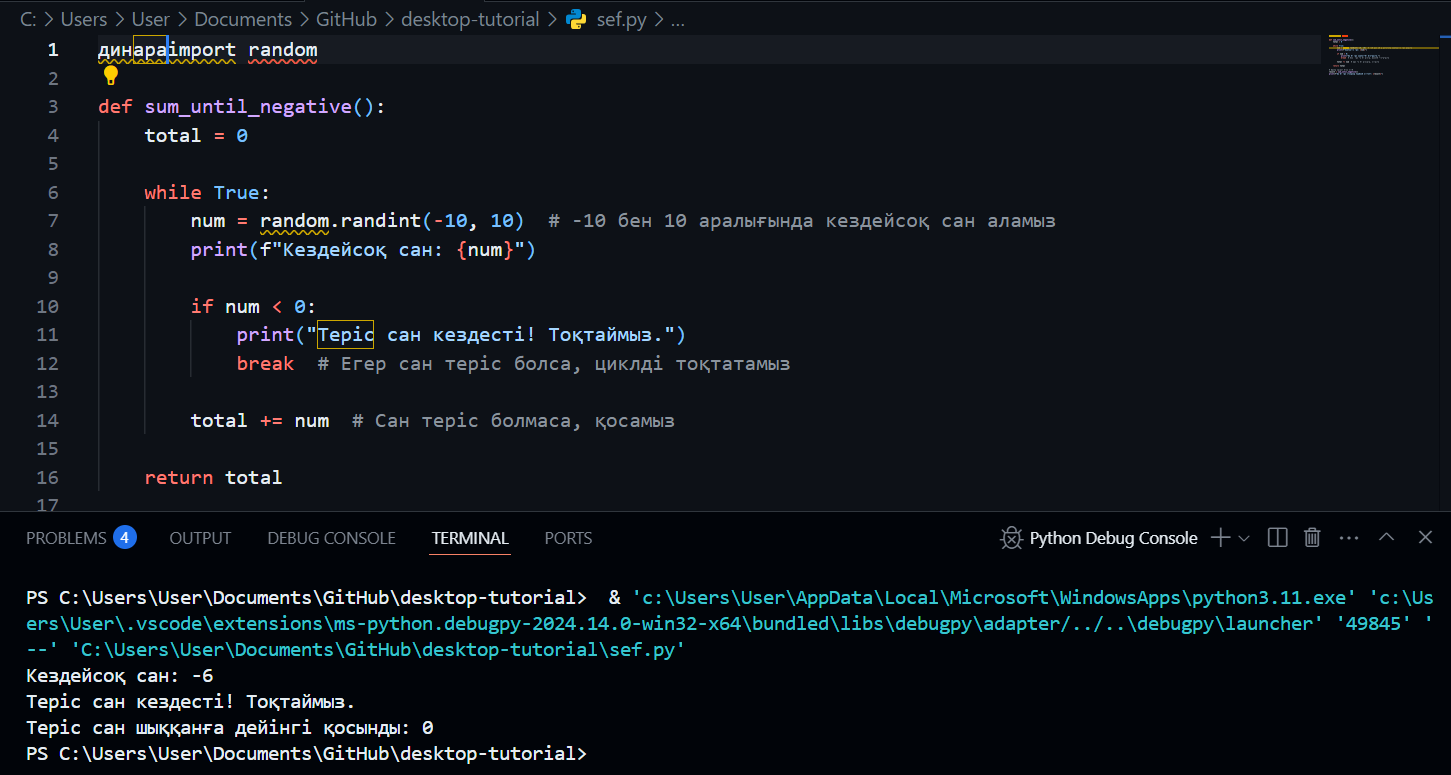 C: > Users > User > Documents > GitHub > desktop-tutorial > sef.py > ...
1 динараimport random
2
3 def sum_until_negative():
4 total = 0
5
6 while True:
7 num = random.randint(-10, 10)  # -10 бен 10 аралығында кездейсоқ сан аламыз
8 print(f"Кездейсоқ сан: {num}")
9
10 if num < 0:
11 print("Теріс сан кездесті! Тоқтаймыз.")
12 break  # Егер сан теріс болса, циклді тоқтатамыз
13
14 total += num  # Сан теріс болмаса, қосамыз
15
16 return total
17
PROBLEMS 4 OUTPUT DEBUG CONSOLE TERMINAL PORTS Python Debug Console
PS C:\Users\User\Documents\GitHub\desktop-tutorial>  & 'c:\Users\User\AppData\Local\Microsoft\WindowsApps\python3.11.exe' 'c:\Us
ers\User\.vscode\extensions\ms-python.debugpy-2024.14.0-win32-x64\bundled\libs\debugpy\adapter/../..\debugpy\launcher' '49845' '
--' 'C:\Users\User\Documents\GitHub\desktop-tutorial\sef.py'
Кездейсоқ сан: -6
Теріс сан кездесті! Тоқтаймыз.
Теріс сан шыққанға дейінгі қосынды: 0
PS C:\Users\User\Documents\GitHub\desktop-tutorial>